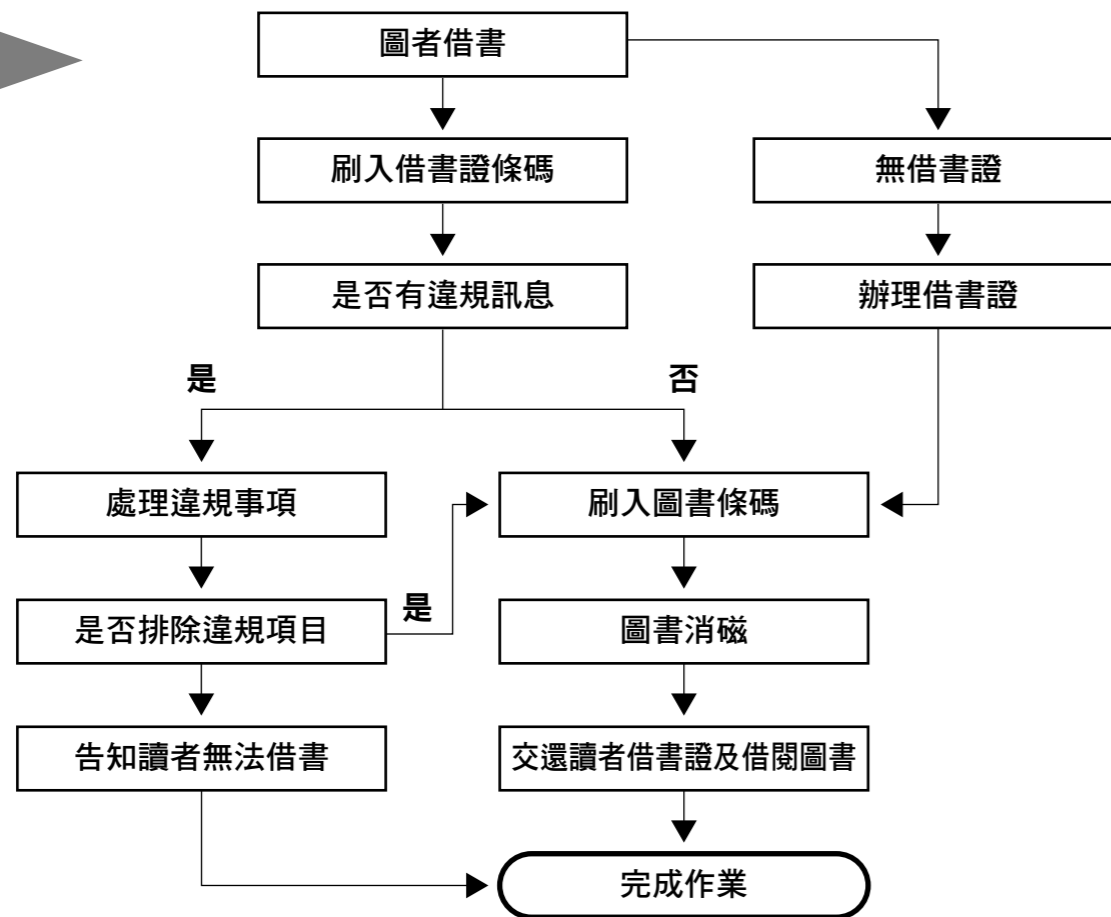 圖者借書
刷入借書證條碼
無借書證
是否有違規訊息
辦理借書證
是
否
處理違規事項
刷入圖書條碼
是否排除違規項目
是
圖書消磁
告知讀者無法借書
交還讀者借書證及借閱圖書
完成作業